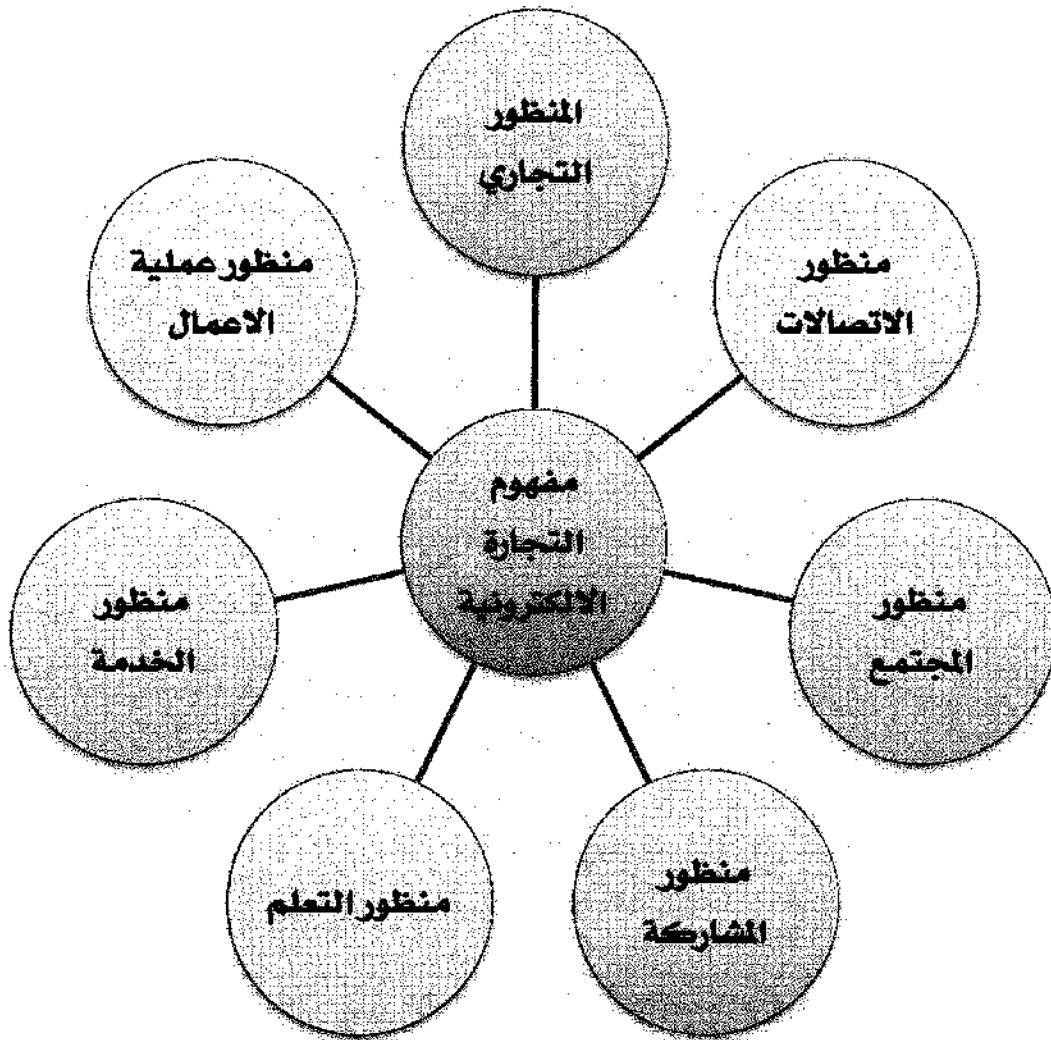 المنظور
التجاري
منظور
الاتصالات
منظور
المجتمع
منظور
المشاركة
منظور التعلم
منظور
الخدمة
منظور عملية
الاعمال
مفهوم
التجارة
الالكترونية